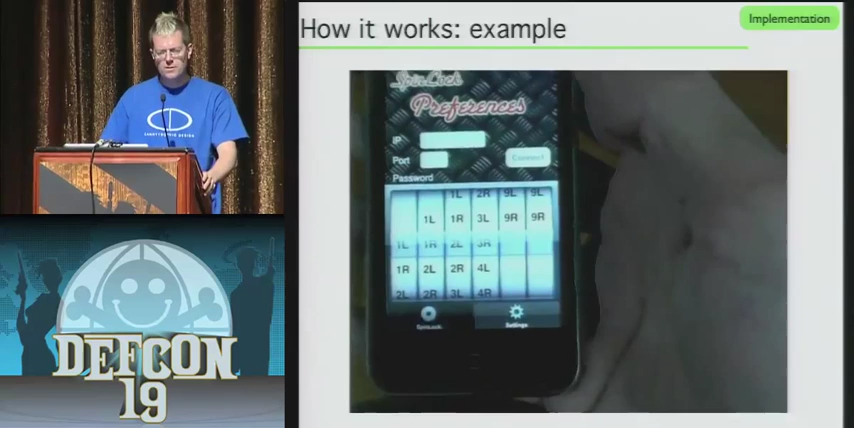 How it works: example
Implementation
SpinLock
Preferences
IP
Port
Connect
Password
1L 2R 9L 9L
1L 1R 3L 9R 9R
1L 1R 2L 3R
1R 2L 2R 4L
2L 2R 3L 4R
SpinLock
Settings
DEFCON
19